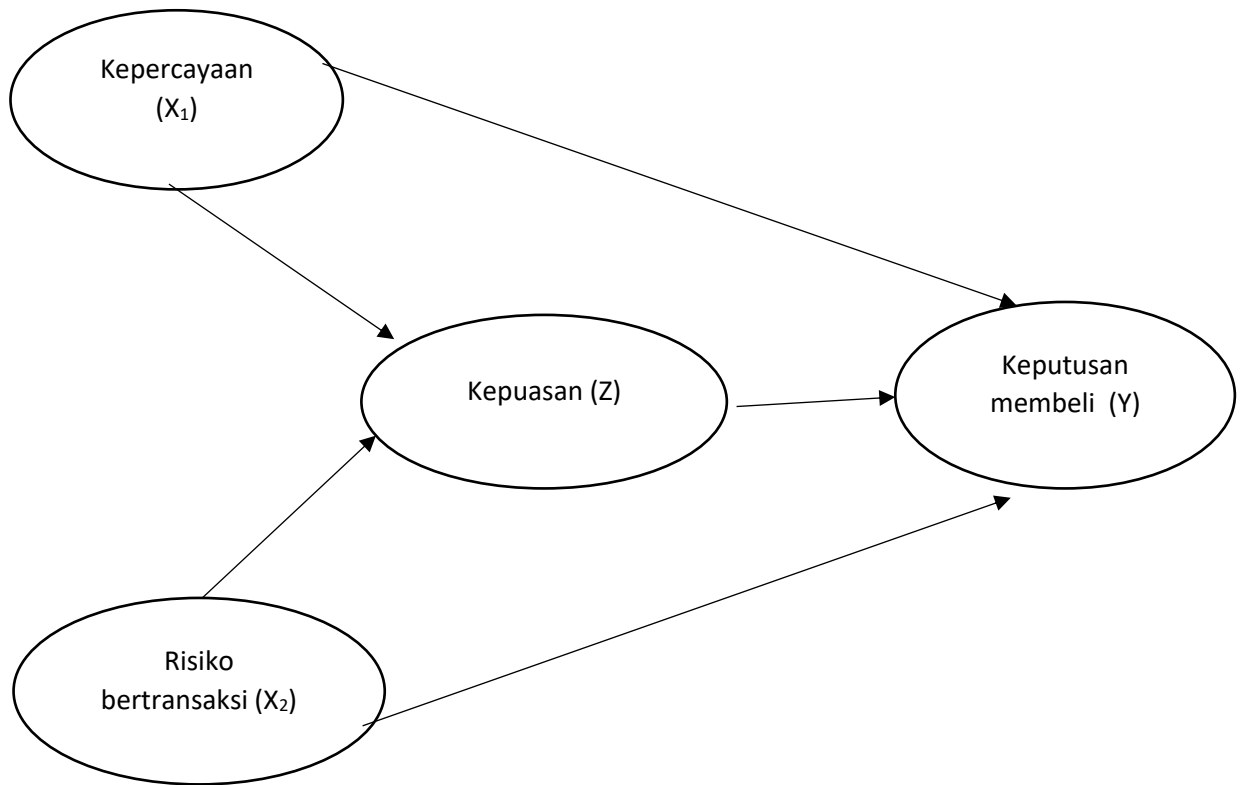 Kepercayaan
(X₁)
Kepuasan (Z)
Keputusan
membeli (Y)
Risiko
bertransaksi (X₂)